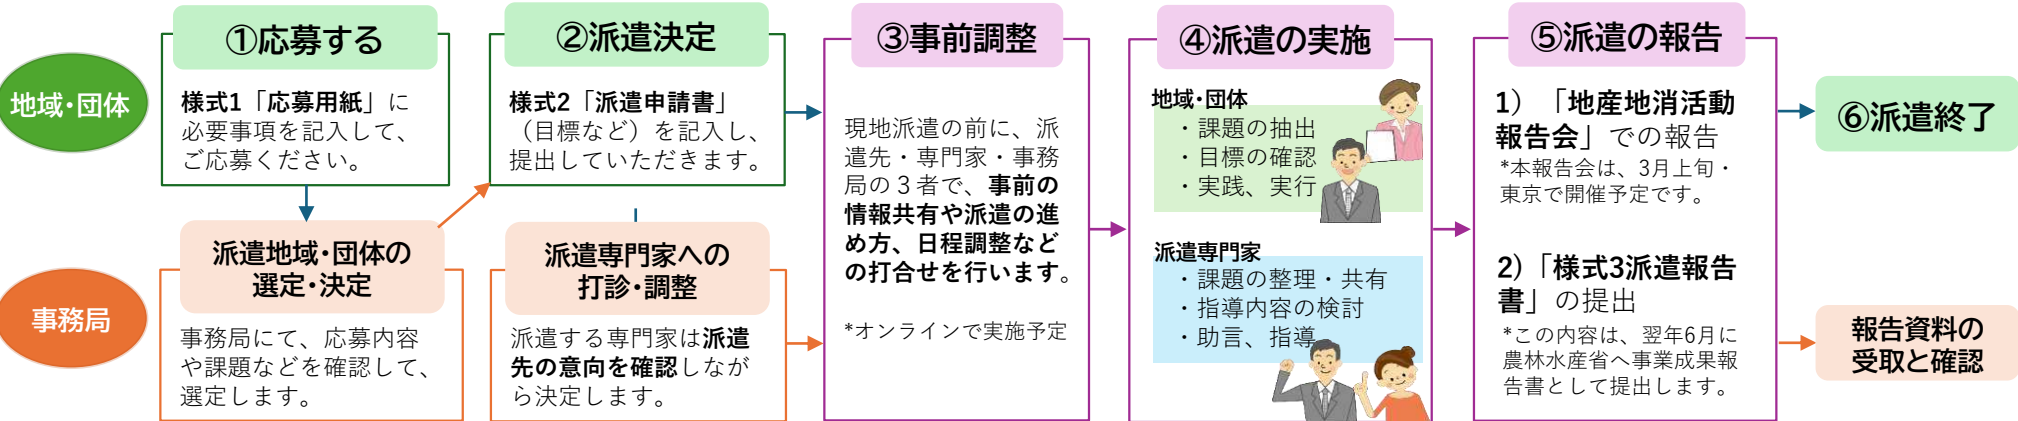 地域・団体
①応募する
様式1「応募用紙」に
必要事項を記入して、
ご応募ください。
②派遣決定
様式2「派遣申請書」
（目標など）を記入し、
提出していただきます。
事務局
派遣地域・団体の
選定・決定
事務局にて、応募内容
や課題などを確認して、
選定します。
派遣専門家への
打診・調整
派遣する専門家は派遣
先の意向を確認しなが
ら決定します。
③事前調整
現地派遣の前に、派
遣先・専門家・事務
局の３者で、事前の
情報共有や派遣の進
め方、日程調整など
の打合せを行います。
*オンラインで実施予定
④派遣の実施
地域・団体
・課題の抽出
・目標の確認
・実践、実行
派遣専門家
・課題の整理・共有
・指導内容の検討
・助言、指導
⑤派遣の報告
1）「地産地消活動
報告会」での報告
*本報告会は、3月上旬・
東京で開催予定です。
2)「様式3派遣報告
書」の提出
*この内容は、翌年6月に
農林水産省へ事業成果報
告書として提出します。
⑥派遣終了
報告資料の
受取と確認